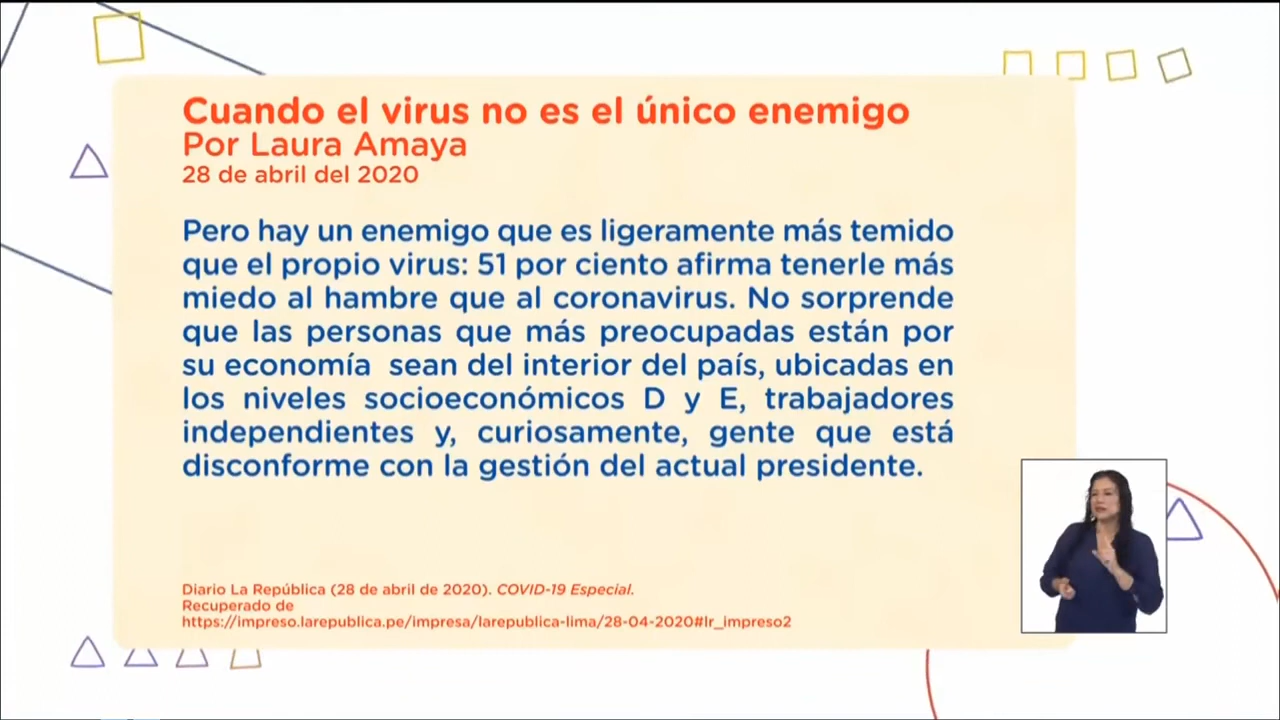 Cuando el virus no es el único enemigo
Por Laura Amaya
28 de abril del 2020
Pero hay un enemigo que es ligeramente más temido
que el propio virus: 51 por ciento afirma tenerle más
miedo al hambre que al coronavirus. No sorprende
que las personas que más preocupadas están por
su economía  sean del interior del país, ubicadas en
los niveles socioeconómicos D y E, trabajadores
independientes y, curiosamente, gente que está
disconforme con la gestión del actual presidente.
Diario La República (28 de abril de 2020). COVID-19 Especial.
Recuperado de
https://impreso.larepublica.pe/impresa/larepublica-lima/28-04-2020#lr_impreso2